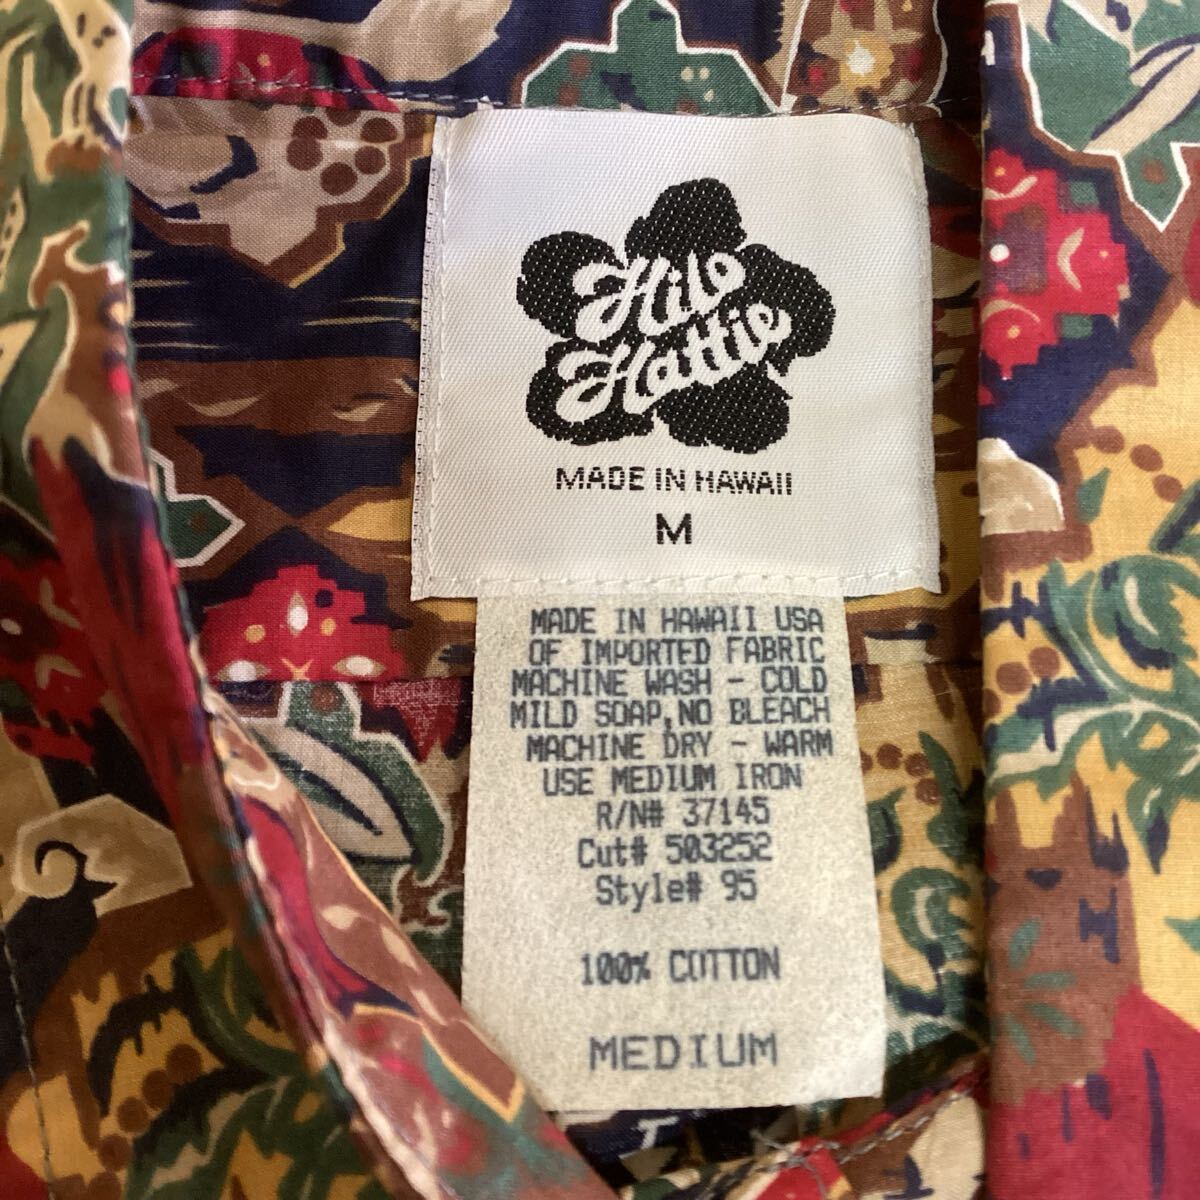 Hilo
Hattie
MADE IN HAWAII
M
MADE IN HAWAII USA
OF IMPORTED FABRIC
MACHINE WASH - COLD
MILD SOAP,NO BLEACH
MACHINE DRY - WARM
USE MEDIUM IRON
R/N# 37145
Cut# 503252
Style# 95
100% COTTON
MEDIUM